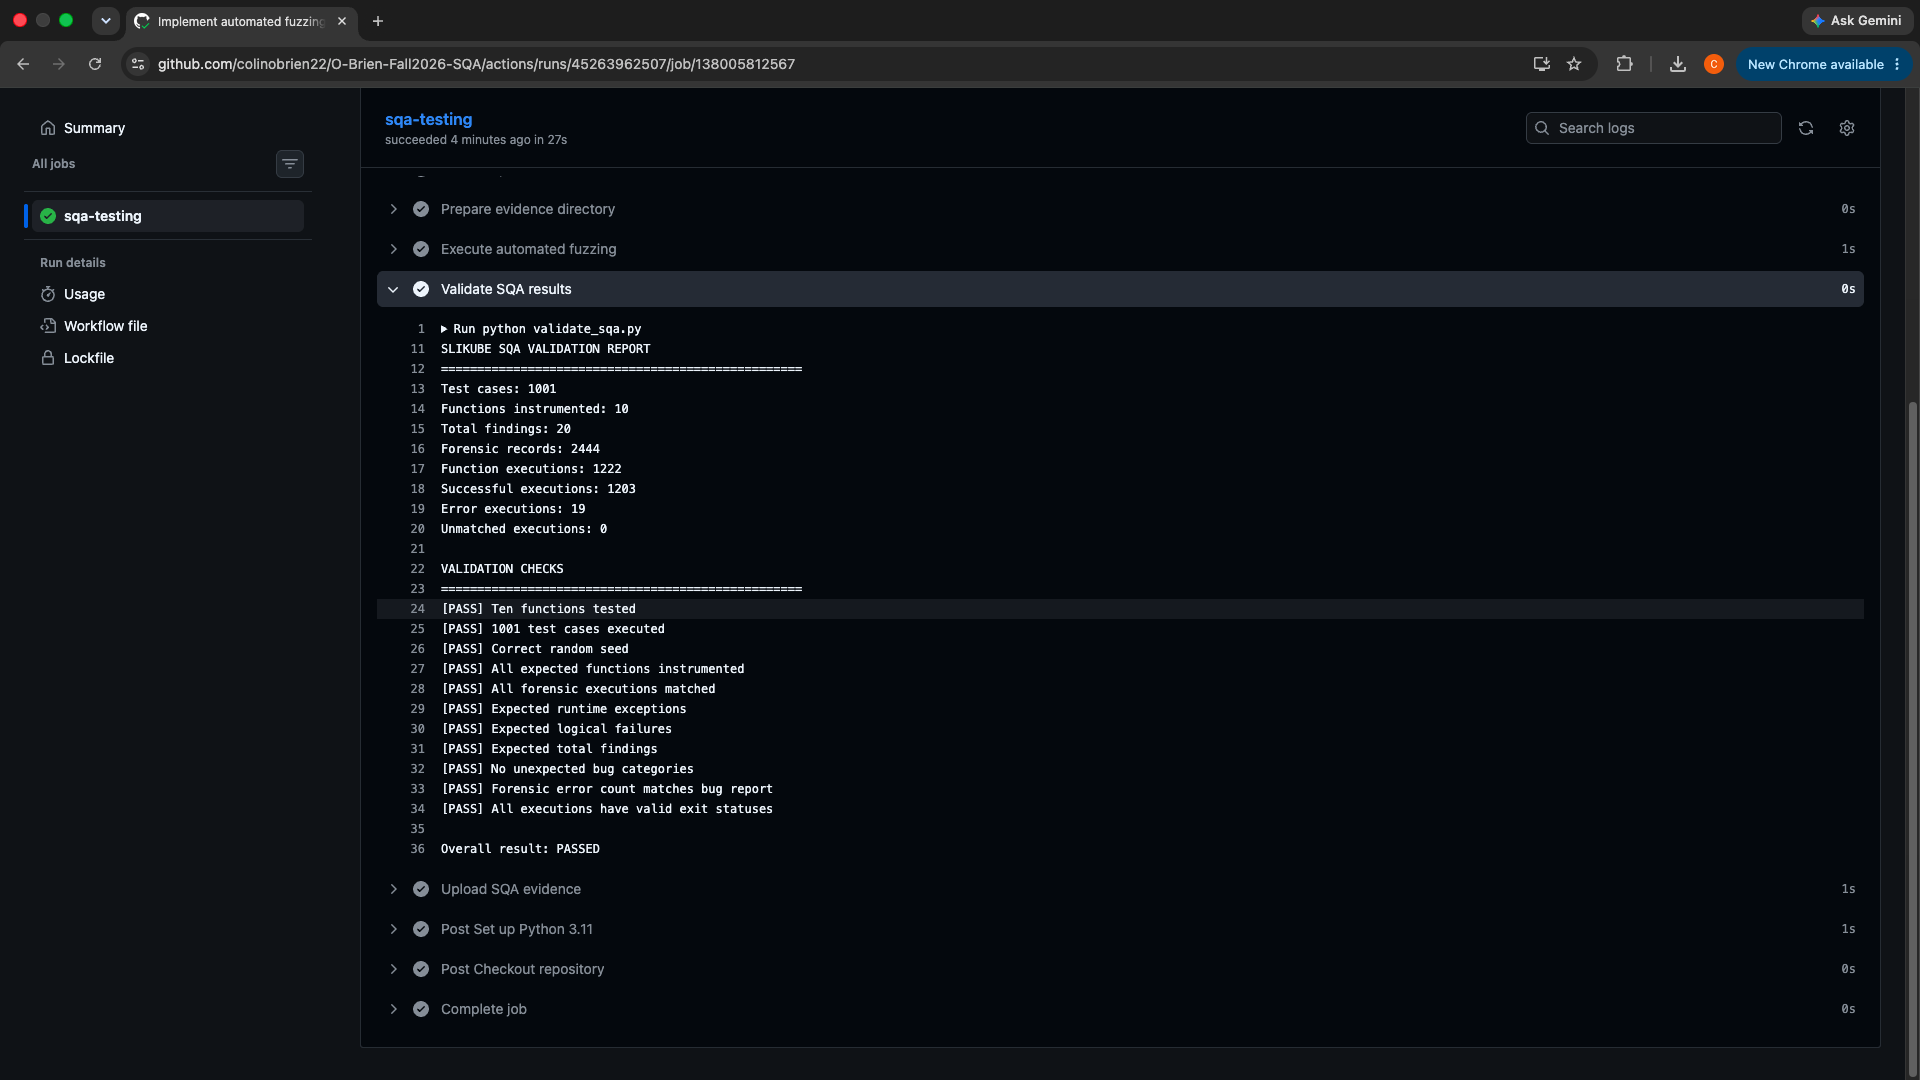 Implement automated fuzzing
Ask Gemini
github.com/colinobrien22/O-Brien-Fall2026-SQA/actions/runs/45263962507/job/138005812567
C
New Chrome available
Summary
All jobs
sqa-testing
Run details
Usage
Workflow file
Lockfile
sqa-testing
succeeded 4 minutes ago in 27s
Search logs
Prepare evidence directory 0s
Execute automated fuzzing 1s
Validate SQA results 0s
1 Run python validate_sqa.py
11 SLIKUBE SQA VALIDATION REPORT
12 ==================================================
13 Test cases: 1001
14 Functions instrumented: 10
15 Total findings: 20
16 Forensic records: 2444
17 Function executions: 1222
18 Successful executions: 1203
19 Error executions: 19
20 Unmatched executions: 0
21
22 VALIDATION CHECKS
23 ==================================================
24 [PASS] Ten functions tested
25 [PASS] 1001 test cases executed
26 [PASS] Correct random seed
27 [PASS] All expected functions instrumented
28 [PASS] All forensic executions matched
29 [PASS] Expected runtime exceptions
30 [PASS] Expected logical failures
31 [PASS] Expected total findings
32 [PASS] No unexpected bug categories
33 [PASS] Forensic error count matches bug report
34 [PASS] All executions have valid exit statuses
35
36 Overall result: PASSED
Upload SQA evidence 1s
Post Set up Python 3.11 1s
Post Checkout repository 0s
Complete job 0s